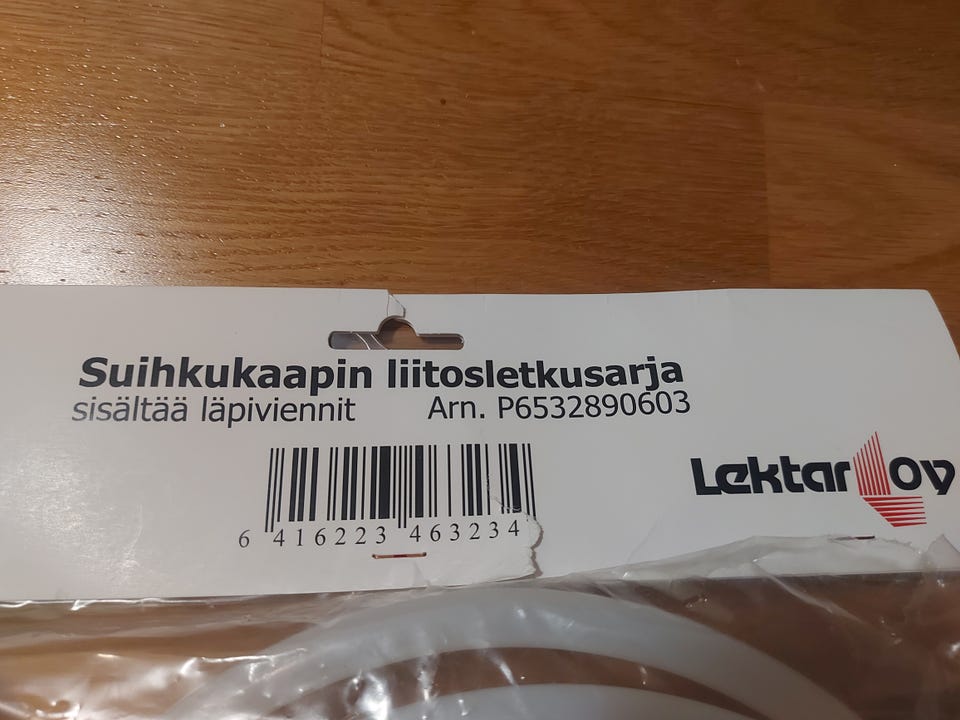 Suihkukaapin liitosletkusarja
sisältää läpiviennit Arn. P6532890603
Lektar Oy
6 416223 463234